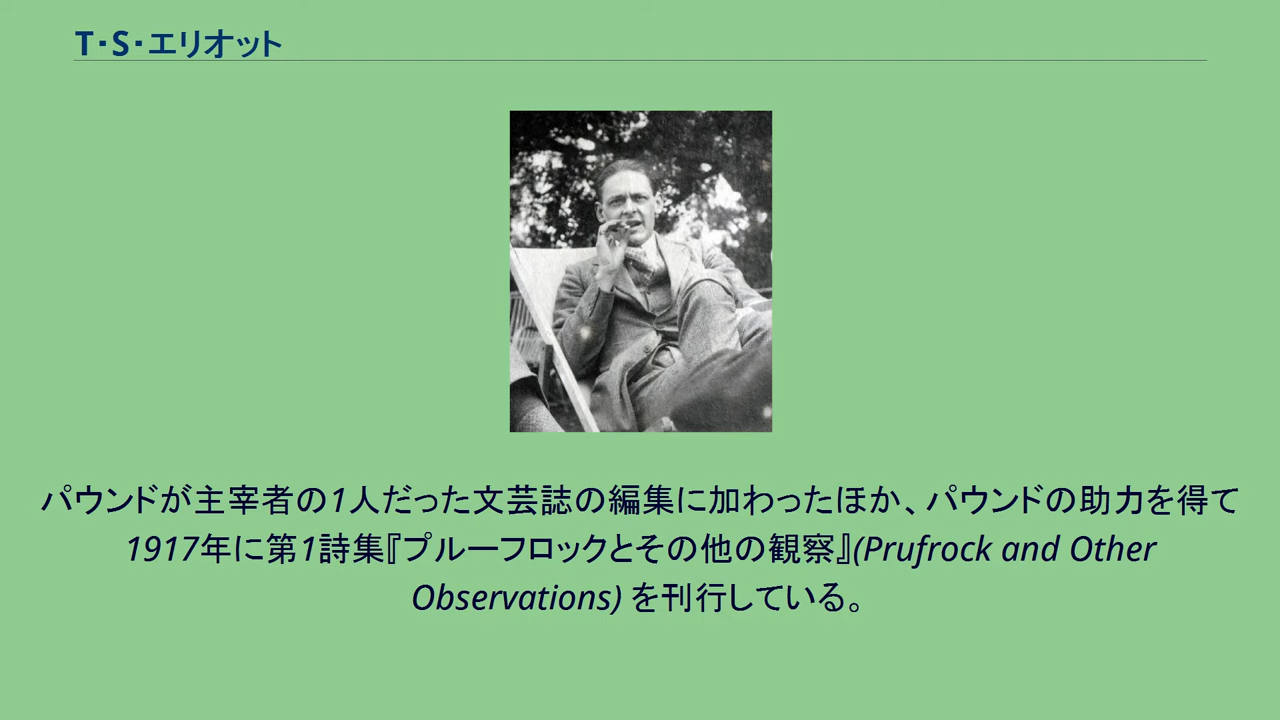 T・S・エリオット
パウンドが主宰者の1人だった文芸誌の編集に加わったほか、パウンドの助力を得て
1917年に第1詩集『プルーフロックとその他の観察』(Prufrock and Other
Observations) を刊行している。